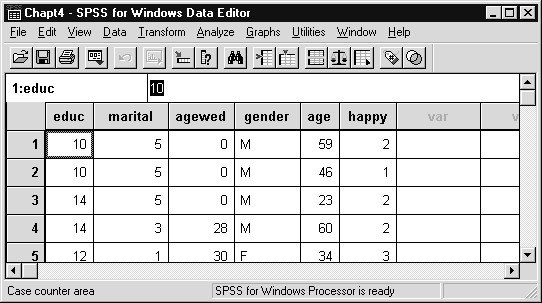 Chapt4 - SPSS for Windows Data Editor
File Edit View Data Transform Analyze Graphs Utilities Window Help
1:educ 10
educ marital agewed gender age happy var v
1 10 5 0 M 59 2
2 10 5 0 M 46 1
3 14 5 0 M 23 2
4 14 3 28 M 60 2
5 12 1 30 F 34 3
Case counter area SPSS for Windows Processor is ready